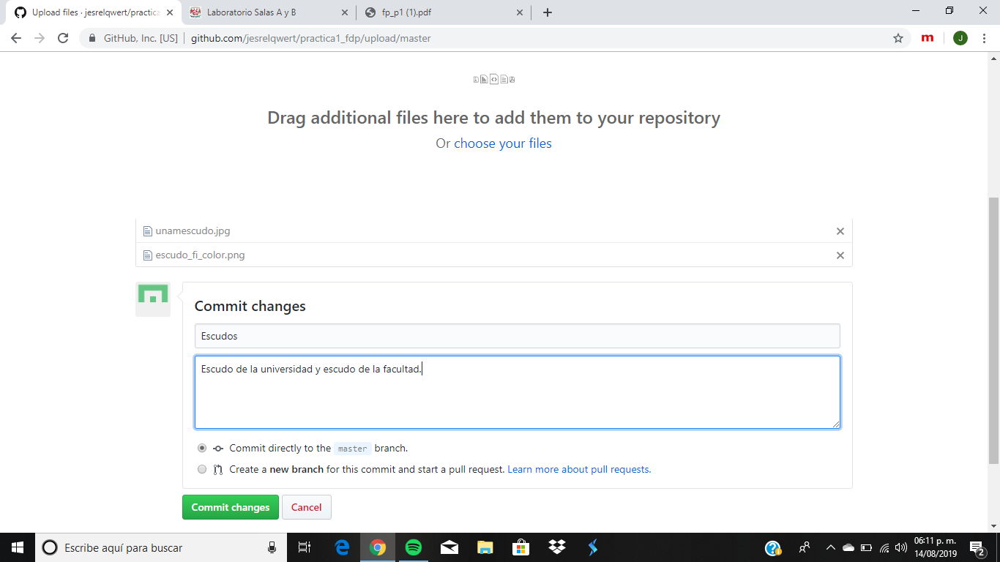 Upload files · jesrelqwert/practica
Laboratorio Salas A y B
fp_p1 (1).pdf
GitHub, Inc. [US]
github.com/jesrelqwert/practica1_fdp/upload/master
m
J
Drag additional files here to add them to your repository
Or choose your files
unamescudo.jpg
escudo_fi_color.png
Commit changes
Escudos
Escudo de la universidad y escudo de la facultad.
Commit directly to the master branch.
Create a new branch for this commit and start a pull request. Learn more about pull requests.
Commit changes
Cancel
Escribe aquí para buscar
06:11 p. m.
14/08/2019
2